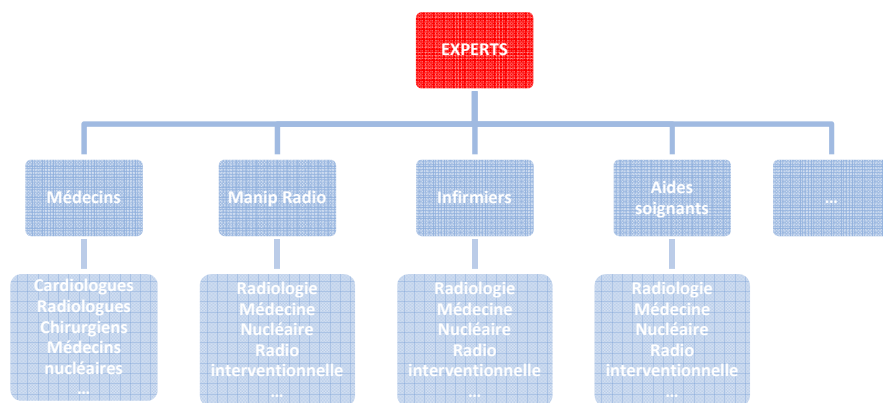 EXPERTS
Médecins
Manip Radio
Infirmiers
Aides
soignants
...
Cardiologues
Radiologues
Chirurgiens
Médecins
nucléaires
...
Radiologie
Médecine
Nucléaire
Radio
interventionnelle
...
Radiologie
Médecine
Nucléaire
Radio
interventionnelle
...
Radiologie
Médecine
Nucléaire
Radio
interventionnelle
...